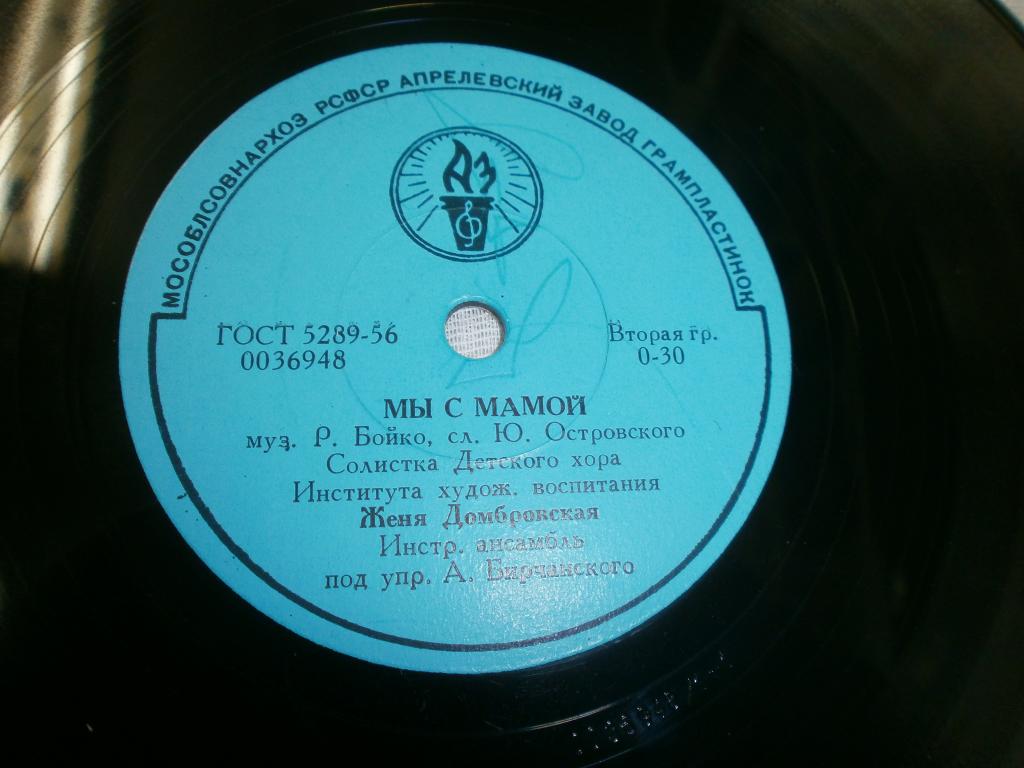 МОСОБЛСОВНАРХОЗ РСФСР АПРЕЛЕВСКИЙ ЗАВОД ГРАМПЛАСТИНОК
АЗ
ГОСТ 5289-56
0036948
Вторая гр.
0-30
МЫ С МАМОЙ
муз. Р. Бойко, сл. Ю. Островского
Солистка Детского хора
Института худож. воспитания
Женя Домбровская
Инстр. ансамбль
под упр. А. Бирчанского